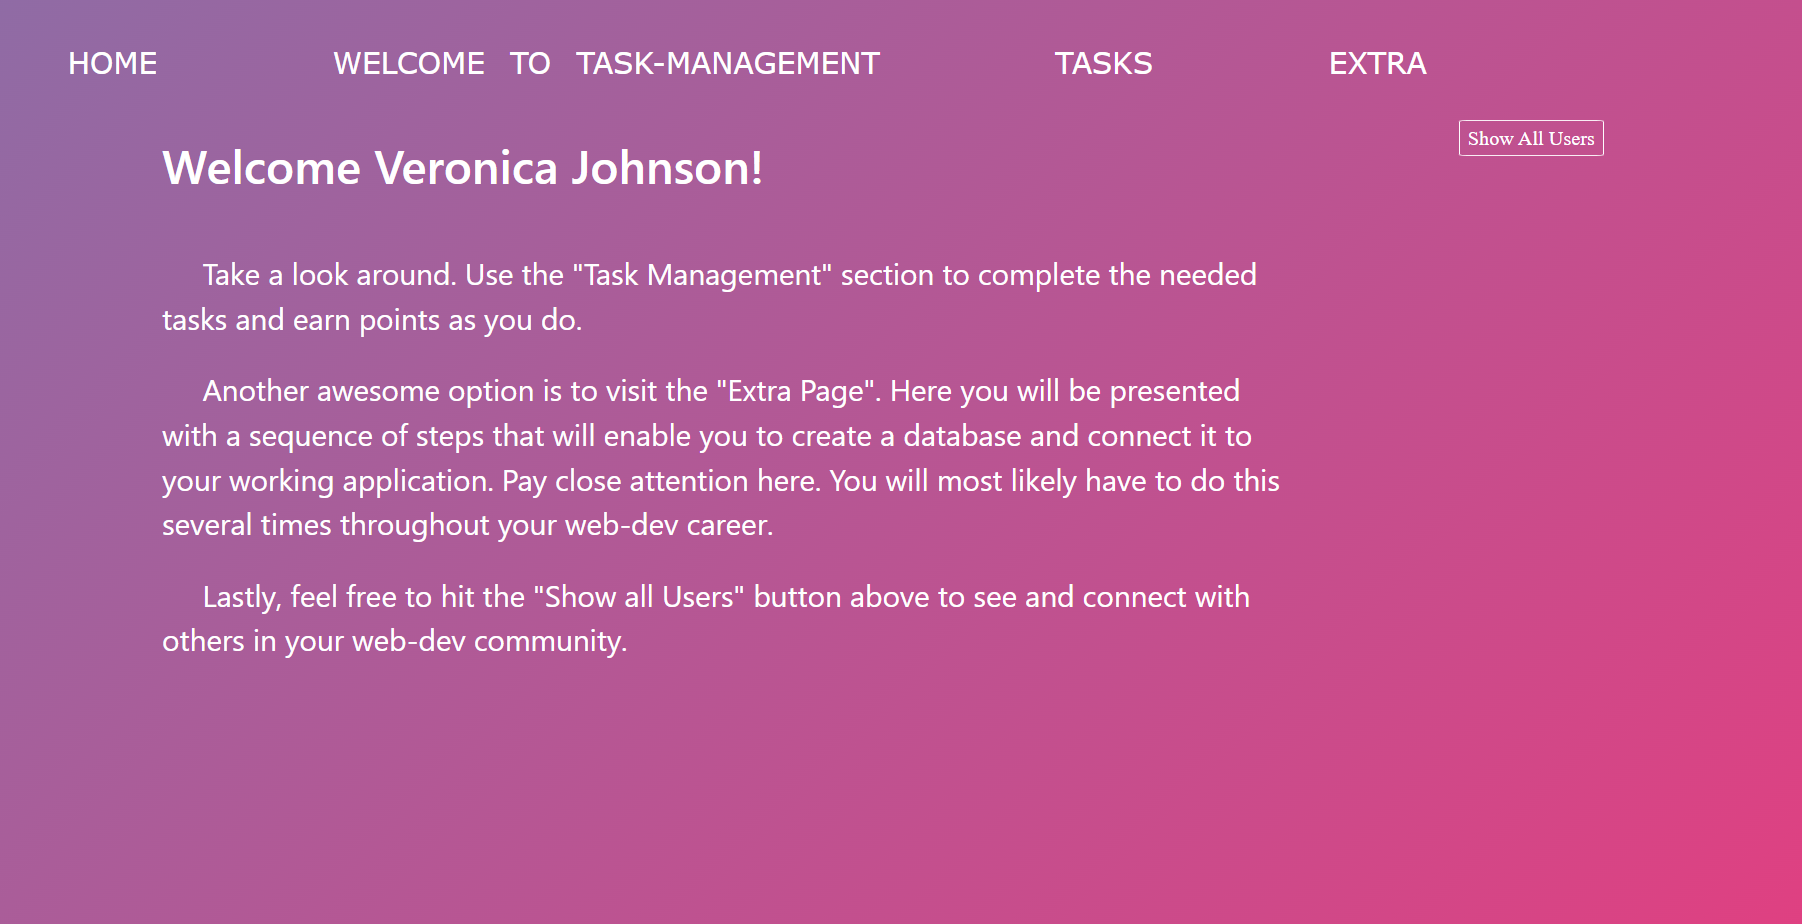 HOME WELCOME TO TASK-MANAGEMENT TASKS EXTRA
Show All Users
Welcome Veronica Johnson!
Take a look around. Use the "Task Management" section to complete the needed
tasks and earn points as you do.
Another awesome option is to visit the "Extra Page". Here you will be presented
with a sequence of steps that will enable you to create a database and connect it to
your working application. Pay close attention here. You will most likely have to do this
several times throughout your web-dev career.
Lastly, feel free to hit the "Show all Users" button above to see and connect with
others in your web-dev community.